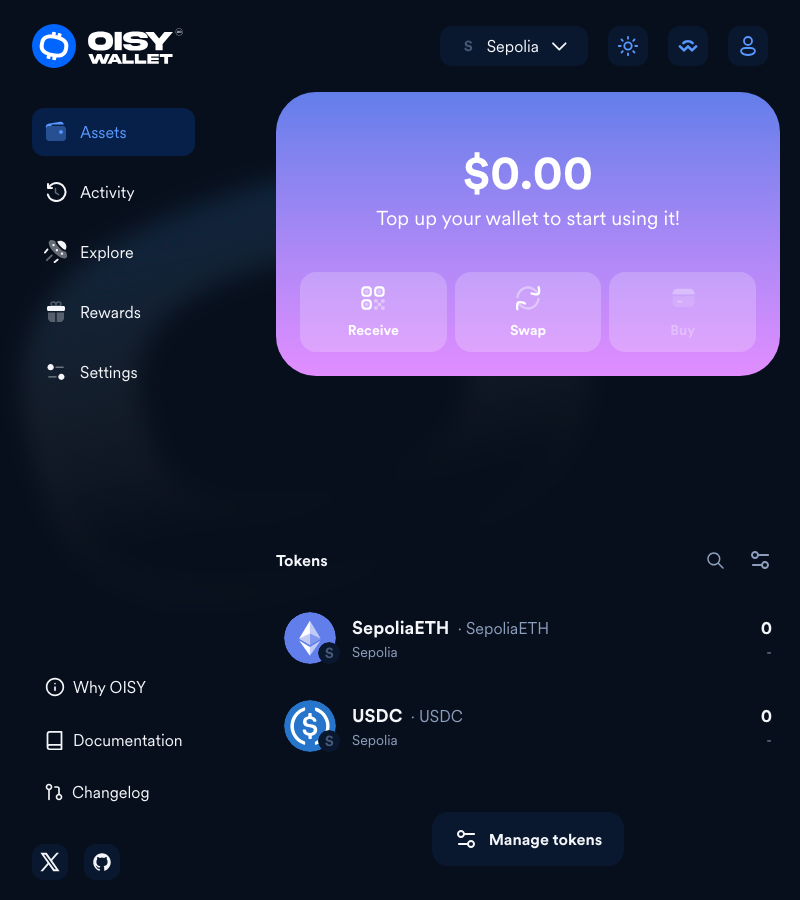 OISY
WALLET
S Sepolia
Assets
Activity
Explore
Rewards
Settings
$0.00
Top up your wallet to start using it!
Receive
Swap
Buy
Tokens
SepoliaETH · SepoliaETH
0
S
Sepolia
-
USDC · USDC
0
$
S
Sepolia
-
Why OISY
Documentation
Changelog
Manage tokens
X